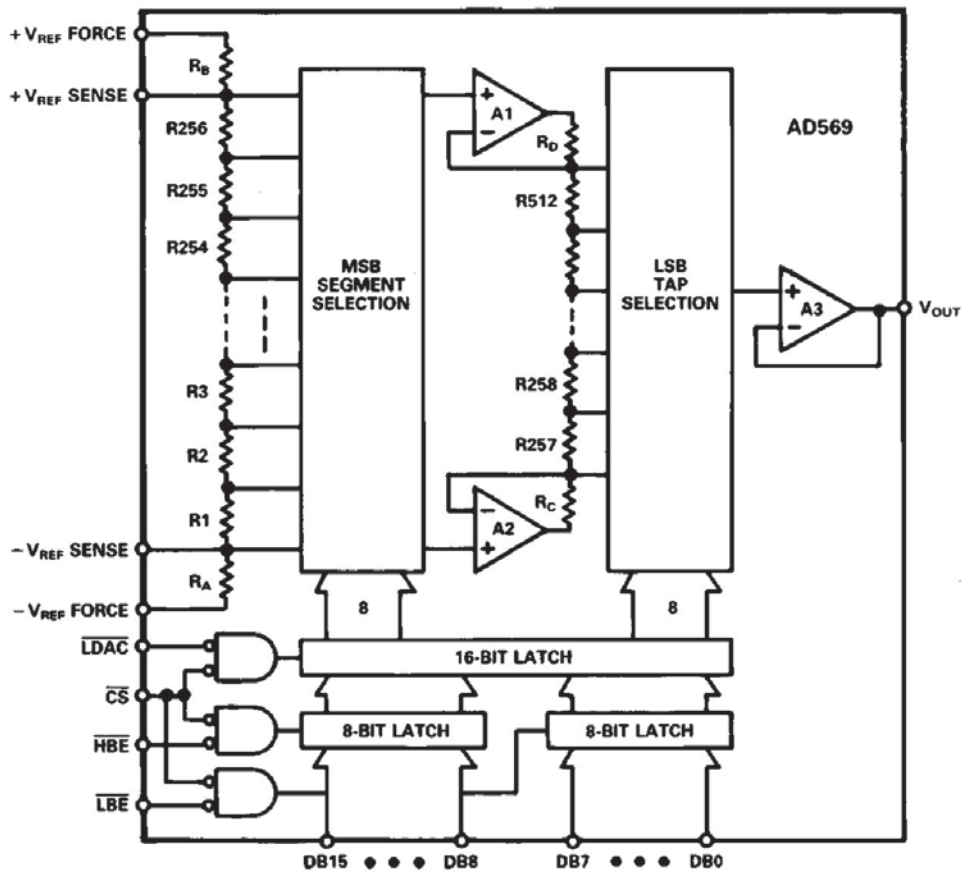 + VREF FORCE
RB
+ VREF SENSE
R256
R255
R254
R3
R2
R1
− VREF SENSE
RA
− VREF FORCE
MSB
SEGMENT
SELECTION
+
A1
−
RD
R512
R258
R257
RC
−
A2
+
LSB
TAP
SELECTION
AD569
+
A3
−
VOUT
8
8
LDAC
16-BIT LATCH
CS
HBE
8-BIT LATCH
8-BIT LATCH
LBE
DB15 ● ● ● DB8 DB7 ● ● ● DB0